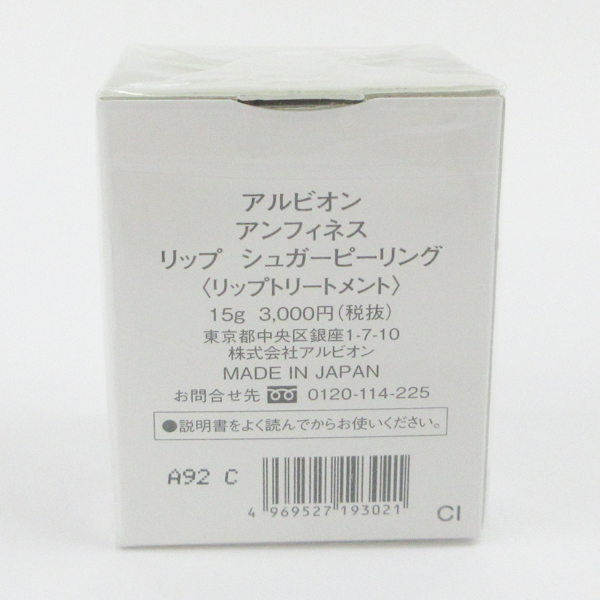 アルビオン
アンフィネス
リップ シュガーピーリング
〈リップトリートメント〉
15g 3,000円(税抜)
東京都中央区銀座1-7-10
株式会社アルビオン
MADE IN JAPAN
お問合せ先 0120-114-225
●説明書をよく読んでからお使いください。
A92 C
4 969527 193021
CI